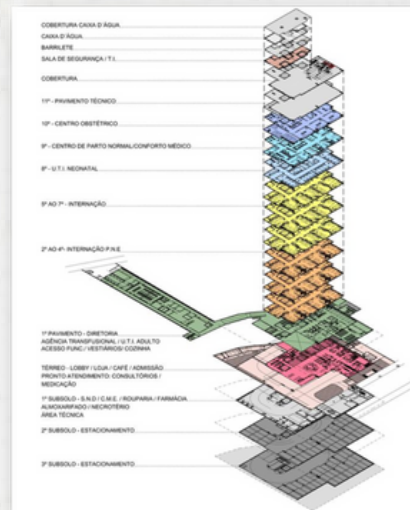 COBERTURA CAIXA D'ÁGUA
CAIXA D'ÁGUA
BARRILETE
SALA DE SEGURANÇA / T.I.
COBERTURA
11º - PAVIMENTO TÉCNICO
10º - CENTRO OBSTÉTRICO
9º - CENTRO DE PARTO NORMAL/CONFORTO MÉDICO
8º - U.T.I. NEONATAL
5º AO 7º - INTERNAÇÃO
2º AO 4º- INTERNAÇÃO P.N.E
1º PAVIMENTO - DIRETORIA
AGÊNCIA TRANSFUSIONAL / U.T.I. ADULTO
ACESSO FUNC./ VESTIÁRIOS/ COZINHA
TÉRREO - LOBBY / LOJA / CAFÉ / ADMISSÃO
PRONTO ATENDIMENTO: CONSULTÓRIOS /
MEDICAÇÃO
1º SUBSOLO - S.N.D / C.M.E. / ROUPARIA / FARMÁCIA
ALMOXARIFADO / NECROTÉRIO
ÁREA TÉCNICA
2º SUBSOLO - ESTACIONAMENTO
3º SUBSOLO - ESTACIONAMENTO